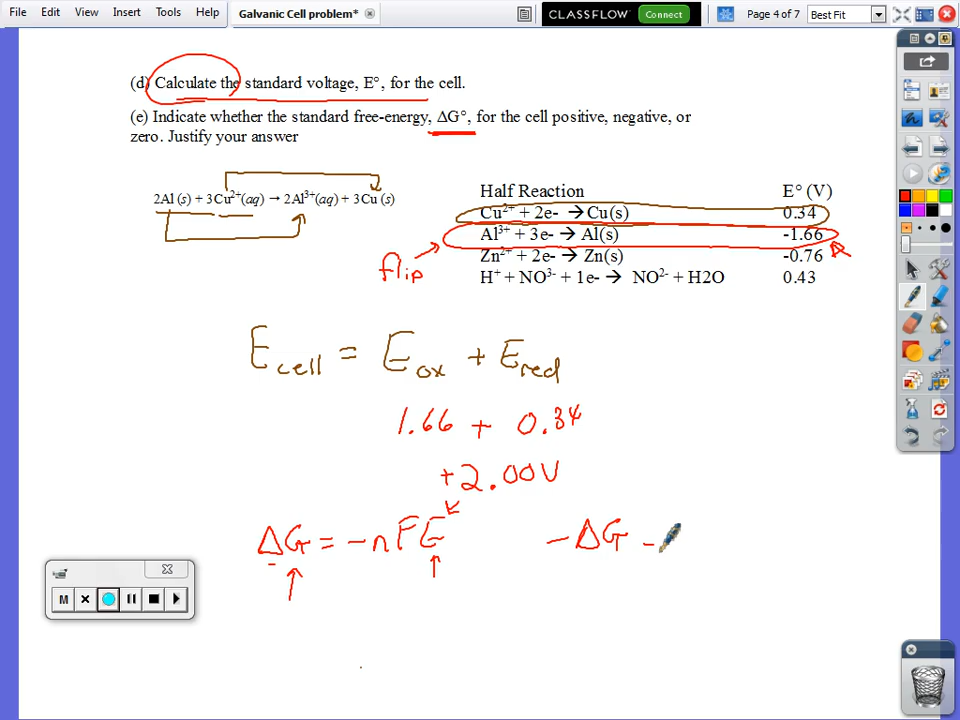 File Edit View Insert Tools Help Galvanic Cell problem* CLASSFLOW Connect Page 4 of 7 Best Fit
(d) Calculate the standard voltage, E°, for the cell.
(e) Indicate whether the standard free-energy, ΔG°, for the cell positive, negative, or
zero. Justify your answer
2Al (s) + 3Cu²⁺(aq) → 2Al³⁺(aq) + 3Cu (s)
Half Reaction E° (V)
Cu²⁺ + 2e- → Cu(s) 0.34
Al³⁺ + 3e- → Al(s) -1.66
Zn²⁺ + 2e- → Zn(s) -0.76
flip
H⁺ + NO³⁻ + 1e- → NO²⁻ + H2O 0.43
E cell = E ox + E red
1.66 + 0.34
+2.00V
ΔG = -nFE -ΔG -
M